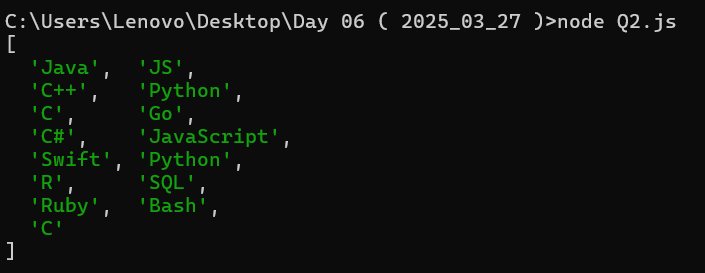 C:\Users\Lenovo\Desktop\Day 06 ( 2025_03_27 )>node Q2.js
[
  'Java',  'JS',
  'C++',   'Python',
  'C',     'Go',
  'C#',    'JavaScript',
  'Swift', 'Python',
  'R',     'SQL',
  'Ruby',  'Bash',
  'C'
]